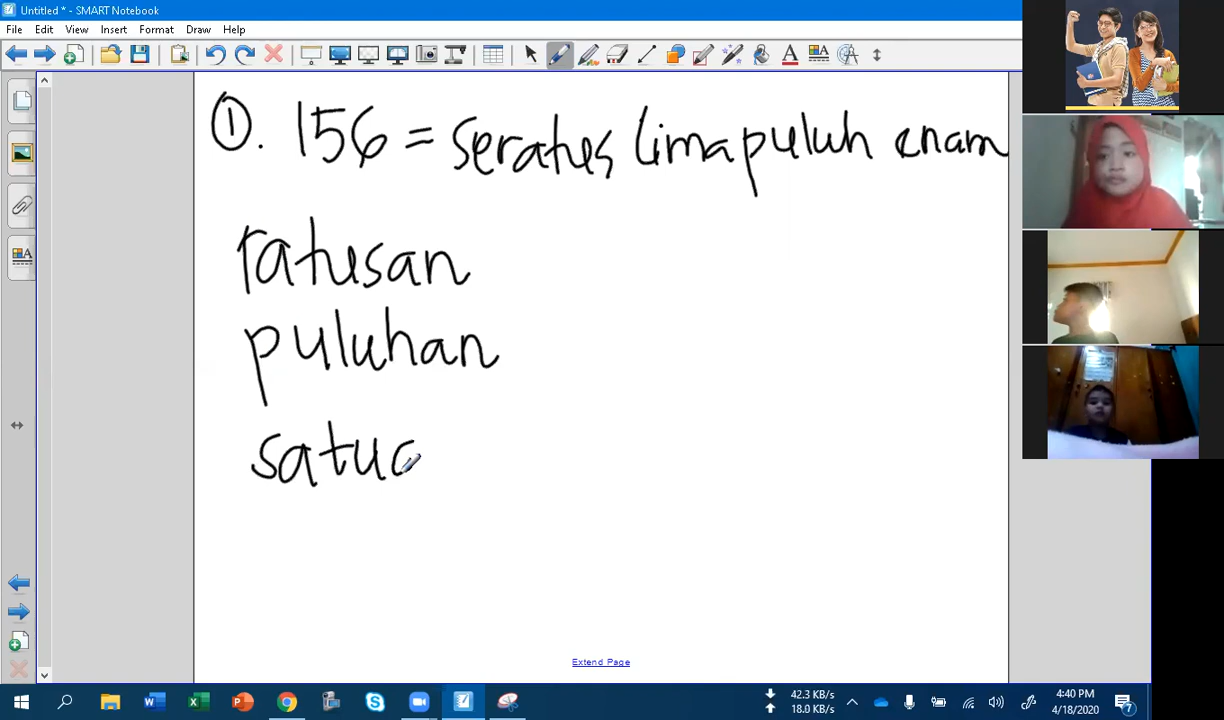 Untitled * - SMART Notebook
File Edit View Insert Format Draw Help
①. 156 = seratus limapuluh enam
ratusan
puluhan
satua
Extend Page
42.3 KB/s
18.0 KB/s
4:40 PM
4/18/2020
7